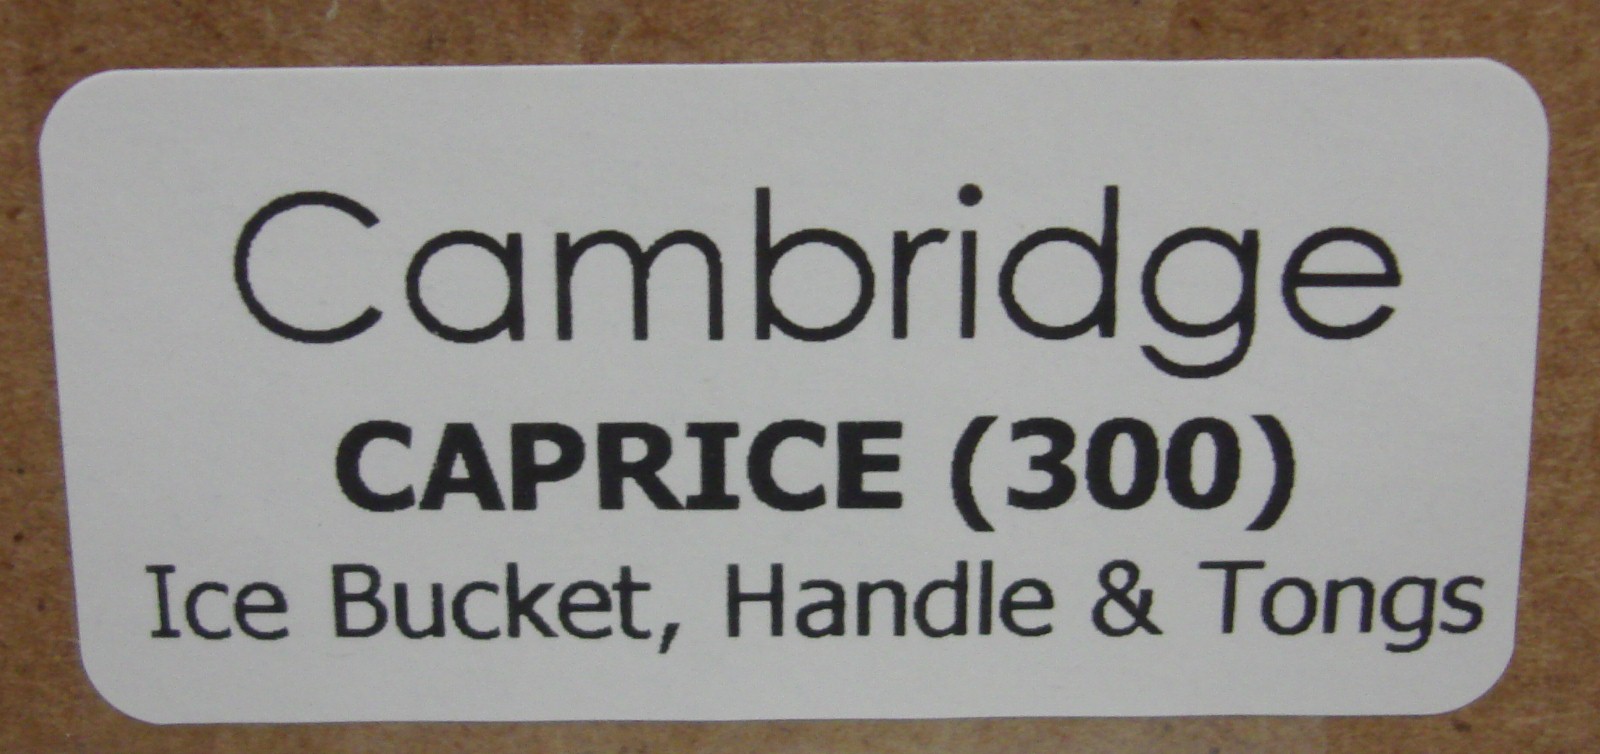 Cambridge
CAPRICE (300)
Ice Bucket, Handle & Tongs